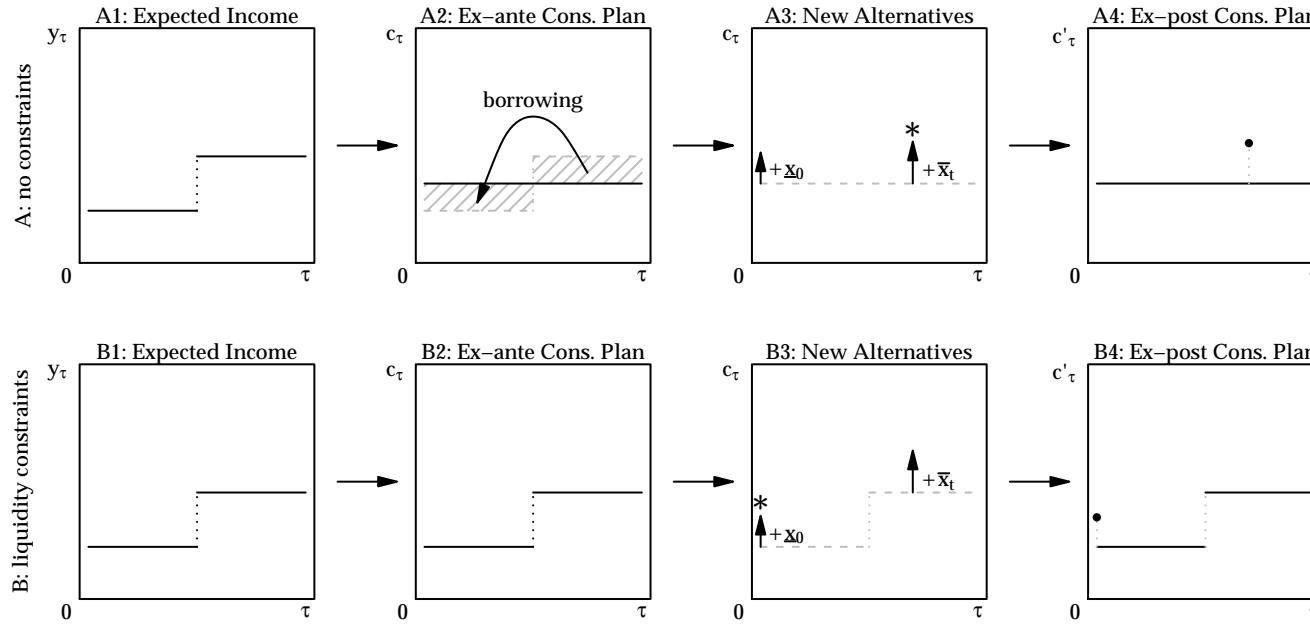 A: no constraints
A1: Expected Income
yτ
0
τ
A2: Ex−ante Cons. Plan
cτ
borrowing
0
τ
A3: New Alternatives
cτ
*
+x̲0
+x̅t
0
τ
A4: Ex−post Cons. Plan
c'τ
0
B: liquidity constraints
B1: Expected Income
yτ
0
τ
B2: Ex−ante Cons. Plan
cτ
0
τ
B3: New Alternatives
cτ
*
+x̲0
+x̅t
0
τ
B4: Ex−post Cons. Plan
c'τ
0